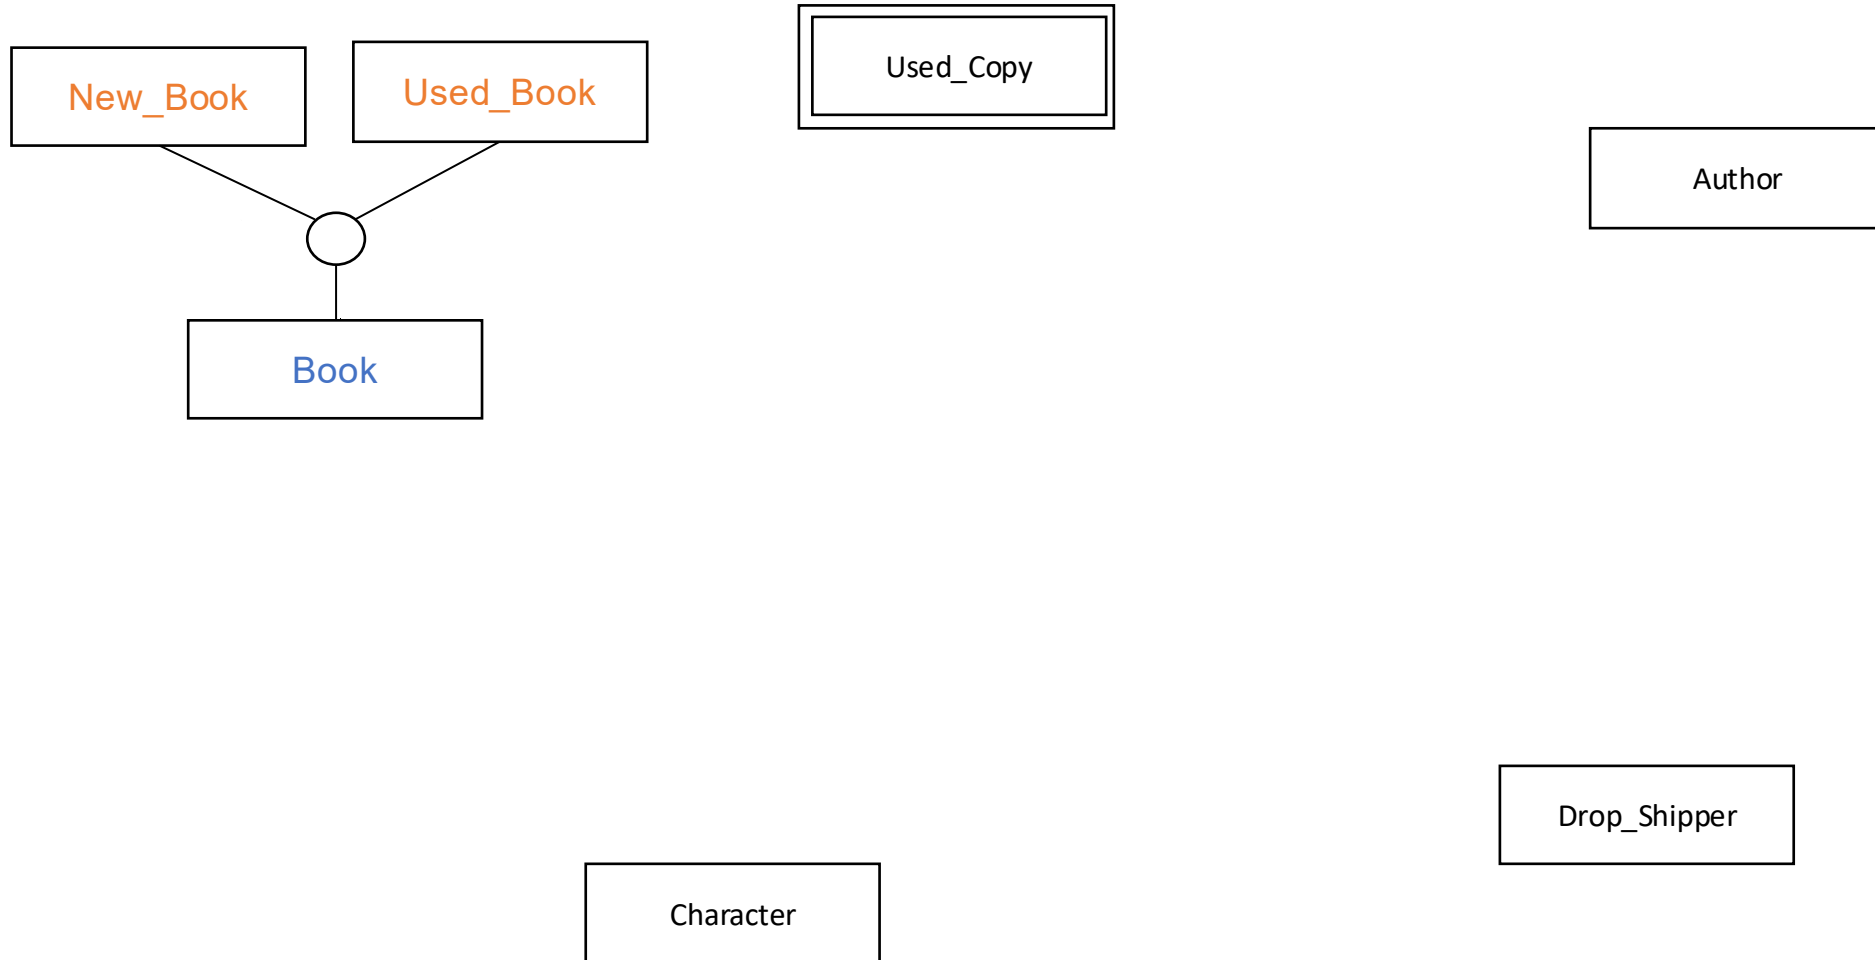 New_Book
Used_Book
Used_Copy
Author
Book
Drop_Shipper
Character